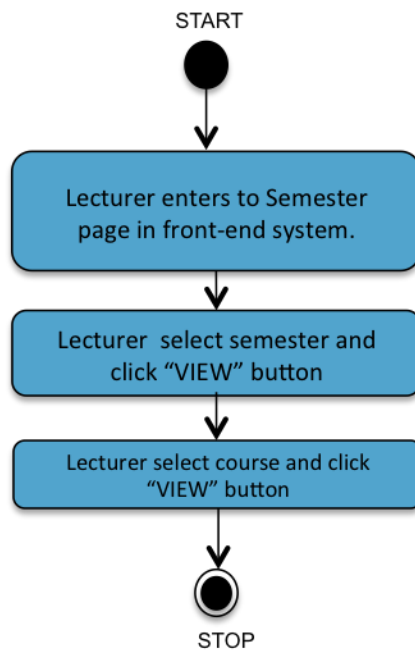 START
Lecturer enters to Semester
page in front-end system.
Lecturer select semester and
click “VIEW” button
Lecturer select course and click
“VIEW” button
STOP